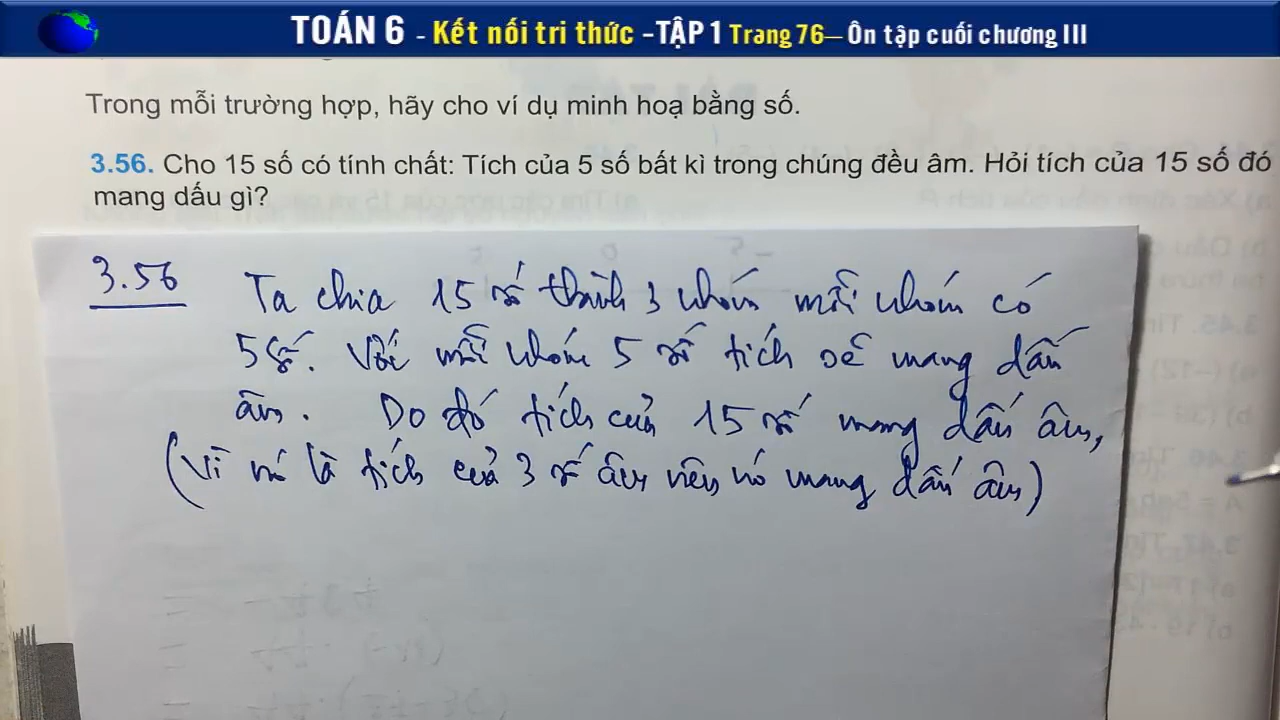 TOÁN 6 - Kết nối tri thức -TẬP 1 Trang 76– Ôn tập cuối chương III
Trong mỗi trường hợp, hãy cho ví dụ minh hoạ bằng số.
3.56. Cho 15 số có tính chất: Tích của 5 số bất kì trong chúng đều âm. Hỏi tích của 15 số đó
mang dấu gì?
3.56
Ta chia 15 số thành 3 nhóm mỗi nhóm có
5 số. Với mỗi nhóm 5 số tích sẽ mang dấu
âm. Do đó tích của 15 số mang dấu âm,
(Vì nó là tích của 3 số âm nên nó mang dấu âm)